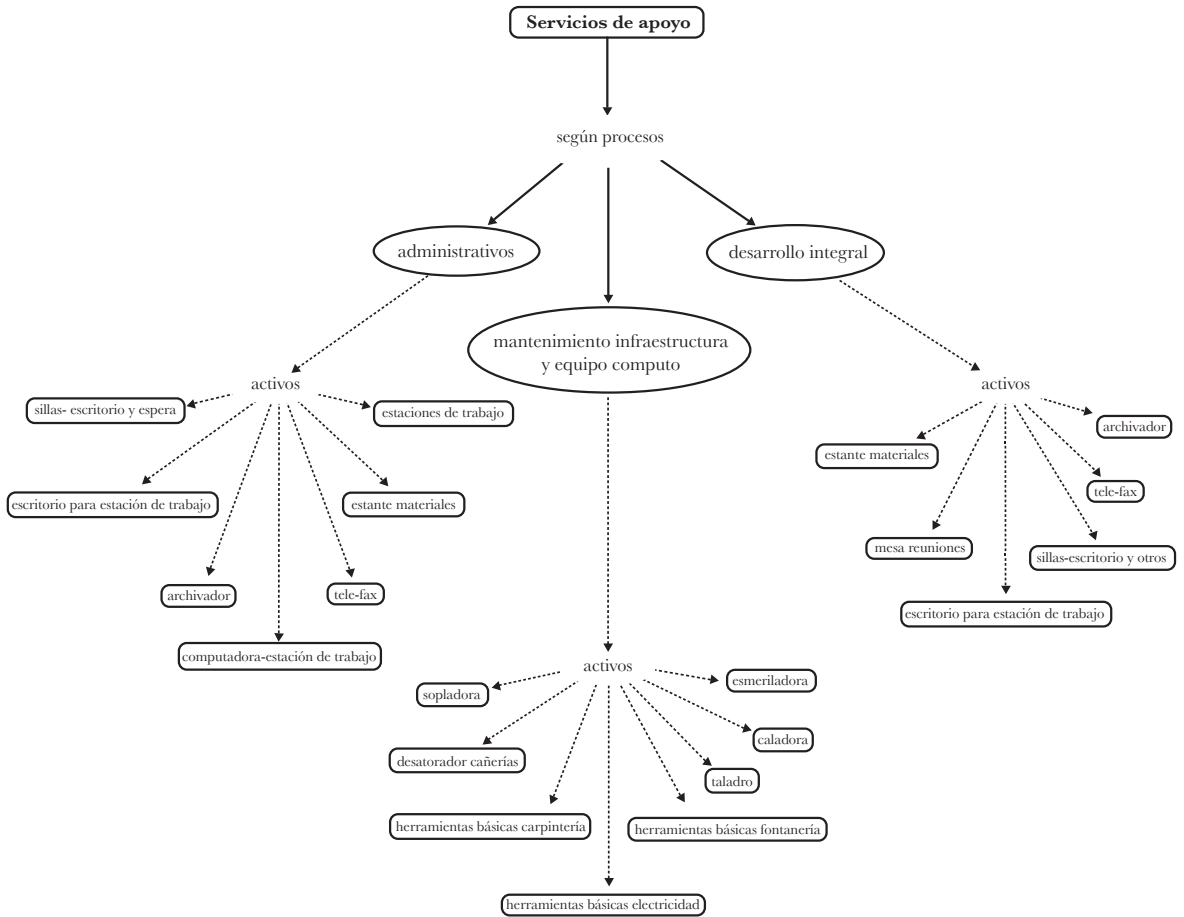 Servicios de apoyo
según procesos
administrativos
desarrollo integral
mantenimiento infraestructura
y equipo computo
activos
sillas- escritorio y espera
estaciones de trabajo
escritorio para estación de trabajo
estante materiales
archivador
tele-fax
computadora-estación de trabajo
activos
archivador
estante materiales
tele-fax
mesa reuniones
sillas-escritorio y otros
escritorio para estación de trabajo
activos
sopladora
esmeriladora
caladora
desatorador cañerías
taladro
herramientas básicas carpintería
herramientas básicas fontanería
herramientas básicas electricidad